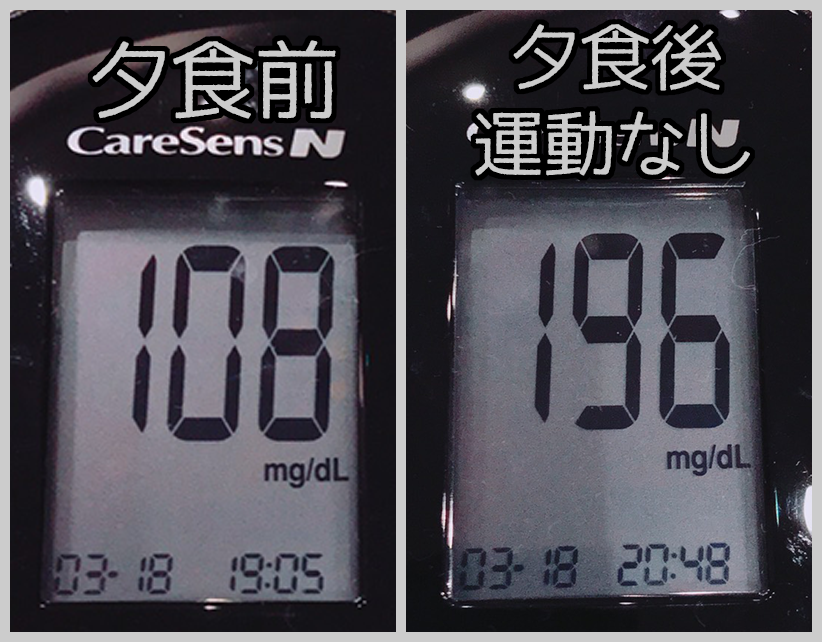 夕食前
CareSens N
108
mg/dL
03-18 19:05
夕食後
運動なし
N
196
mg/dL
03-18 20:48